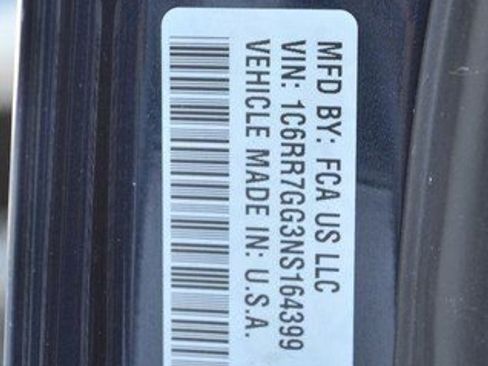 MFD BY: FCA US LLC
VIN: 1C6RR7GG3NS164399
VEHICLE MADE IN: U.S.A.